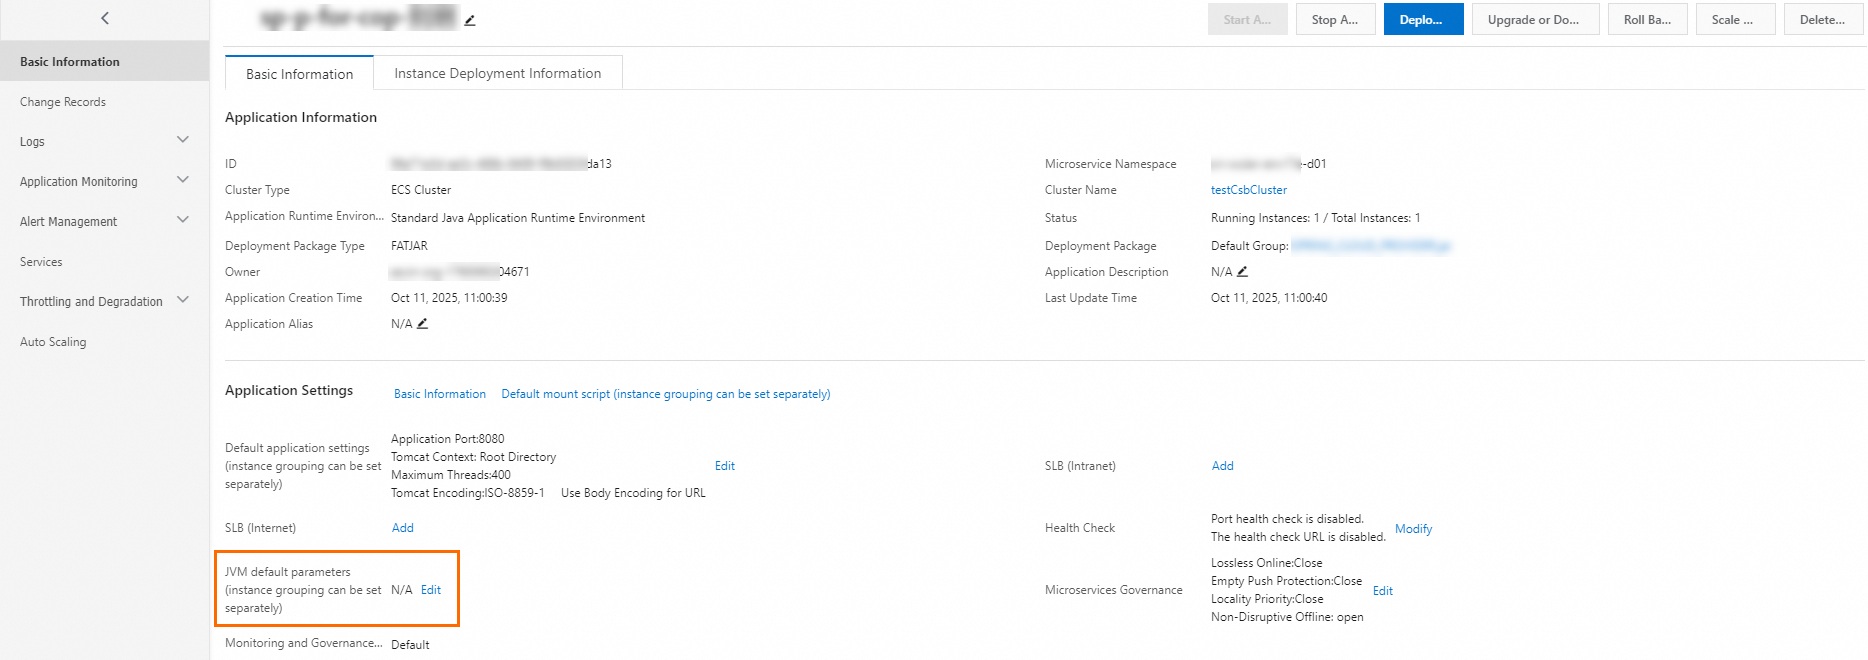 Start A...
Stop A...
Deplo...
Upgrade or Do...
Roll Ba...
Scale ...
Delete...
Basic Information
Change Records
Logs
Application Monitoring
Alert Management
Services
Throttling and Degradation
Auto Scaling
Basic Information
Instance Deployment Information
Application Information
ID da13
Microservice Namespace e-d01
Cluster Type ECS Cluster
Cluster Name testCsbCluster
Application Runtime Environ... Standard Java Application Runtime Environment
Status Running Instances: 1 / Total Instances: 1
Deployment Package Type FATJAR
Deployment Package Default Group:
Owner 04671
Application Description N/A
Application Creation Time Oct 11, 2025, 11:00:39
Last Update Time Oct 11, 2025, 11:00:40
Application Alias N/A
Application Settings Basic Information Default mount script (instance grouping can be set separately)
Default application settings
(instance grouping can be set
separately)
Application Port:8080
Tomcat Context: Root Directory
Maximum Threads:400
Tomcat Encoding:ISO-8859-1 Use Body Encoding for URL
Edit
SLB (Intranet) Add
SLB (Internet) Add
Health Check
Port health check is disabled.
The health check URL is disabled.
Modify
JVM default parameters
(instance grouping can be set
separately)
N/A Edit
Microservices Governance
Lossless Online:Close
Empty Push Protection:Close
Locality Priority:Close
Non-Disruptive Offline: open
Edit
Monitoring and Governance... Default